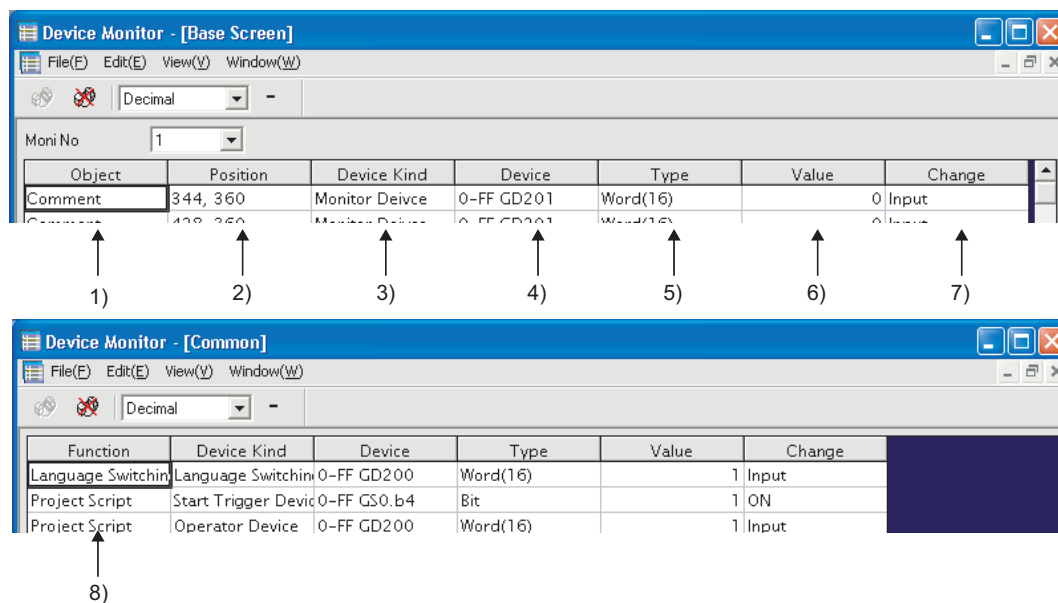 Device Monitor - [Base Screen]
File(F) Edit(E) View(V) Window(W)
Decimal
Moni No 1
Object Position Device Kind Device Type Value Change
Comment 344, 360 Monitor Deivce 0-FF GD201 Word(16) 0 Input
1) 2) 3) 4) 5) 6) 7)
Device Monitor - [Common]
File(F) Edit(E) View(V) Window(W)
Decimal
Function Device Kind Device Type Value Change
Language Switchin Language Switchin 0-FF GD200 Word(16) 1 Input
Project Script Start Trigger Devic 0-FF GS0.b4 Bit 1 ON
Project Script Operator Device 0-FF GD200 Word(16) 1 Input
8)